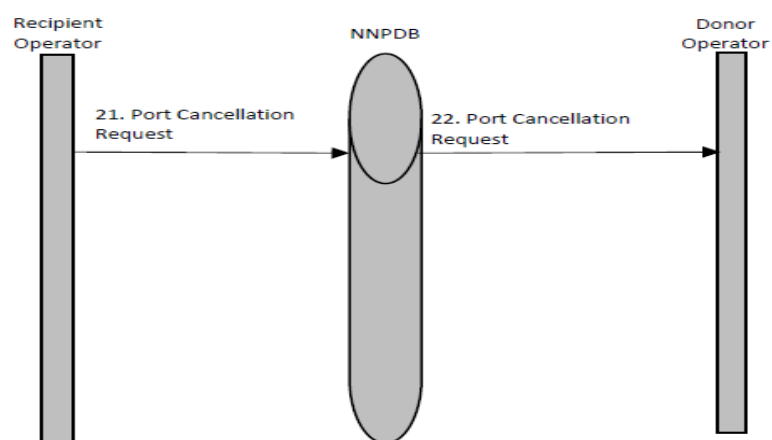 Recipient
Operator
NNPDB
Donor
Operator
21. Port Cancellation
Request
22. Port Cancellation
Request